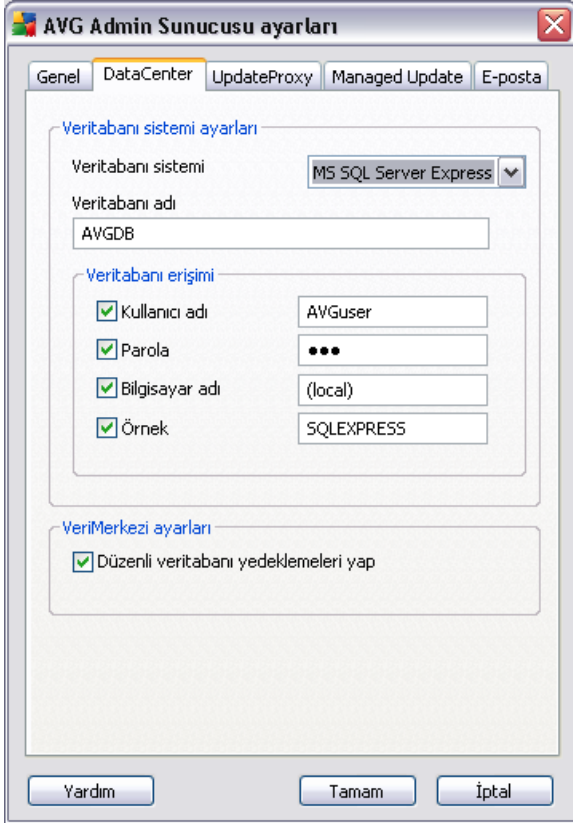 AVG Admin Sunucusu ayarları
Genel DataCenter UpdateProxy Managed Update E-posta
Veritabanı sistemi ayarları
Veritabanı sistemi MS SQL Server Express
Veritabanı adı
AVGDB
Veritabanı erişimi
Kullanıcı adı AVGuser
Parola ●●●
Bilgisayar adı (local)
Örnek SQLEXPRESS
VeriMerkezi ayarları
Düzenli veritabanı yedeklemeleri yap
Yardım Tamam İptal